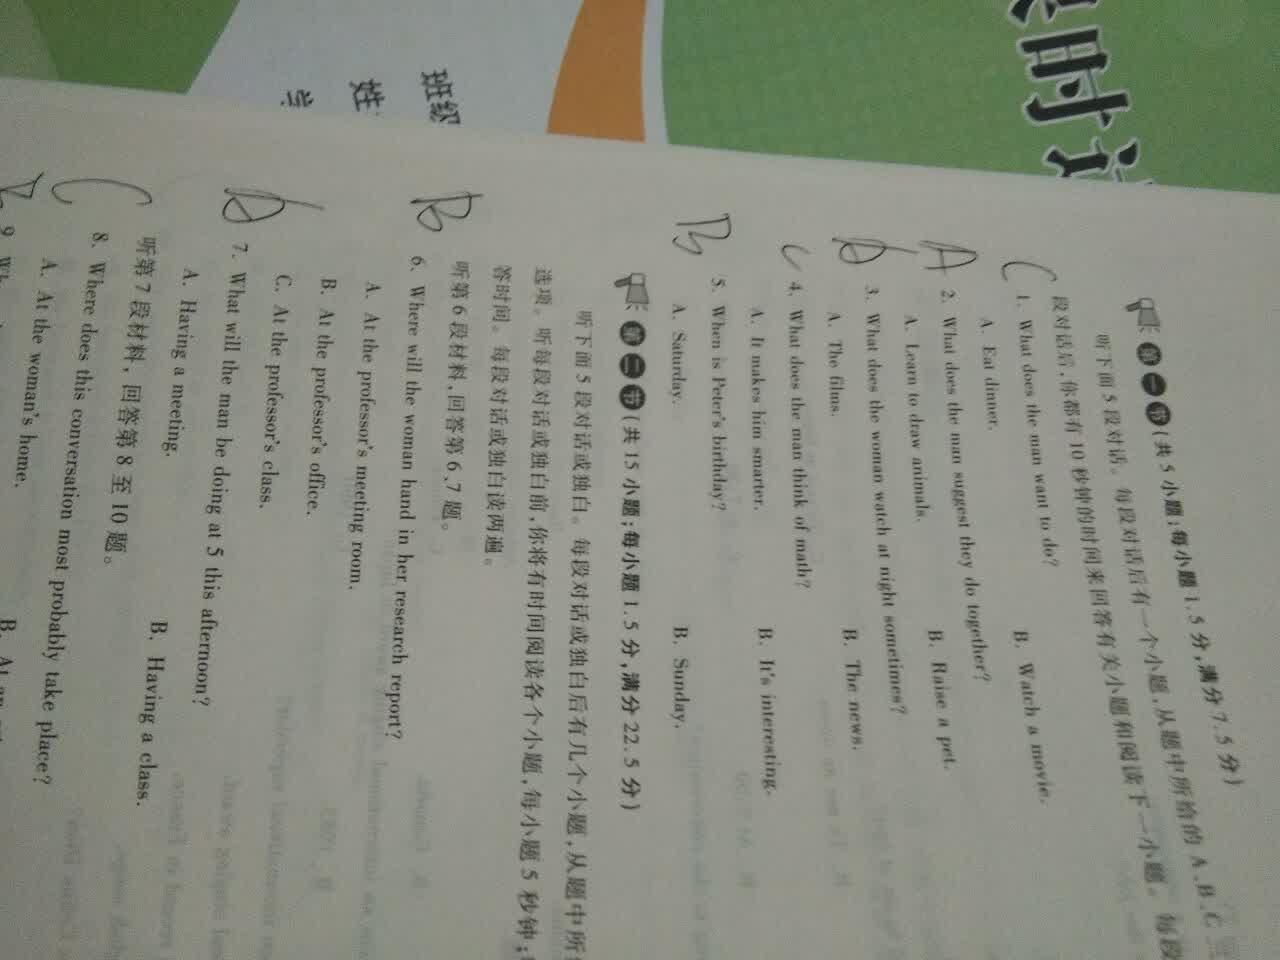 时
班级
姓
学
第一节(共5小题;每小题1.5分,满分7.5分)
听下面5段对话。每段对话后有一个小题,从题中所给的A、B、C
段对话后,你都有10秒钟的时间来回答有关小题和阅读下一小题。每段
C 1. What does the man want to do?
A. Eat dinner. B. Watch a movie.
A 2. What does the man suggest they do together?
A. Learn to draw animals. B. Raise a pet.
3. What does the woman watch at night sometimes?
A. The films. B. The news.
C 4. What does the man think of math?
A. It makes him smarter. B. It's interesting.
B 5. When is Peter's birthday?
A. Saturday. B. Sunday.
第二节(共15小题;每小题1.5分,满分22.5分)
听下面5段对话或独白。每段对话或独白后有几个小题,从题中所
选项。听每段对话或独白前,你将有时间阅读各个小题,每小题5秒钟;
答时间。每段对话或独白读两遍。
听第6段材料,回答第6、7题。
B 6. Where will the woman hand in her research report?
A. At the professor's meeting room.
B. At the professor's office.
C. At the professor's class.
7. What will the man be doing at 5 this afternoon?
A. Having a meeting. B. Having a class.
听第7段材料,回答第8至10题。
C 8. Where does this conversation most probably take place?
A. At the woman's home. B. At an
B 9